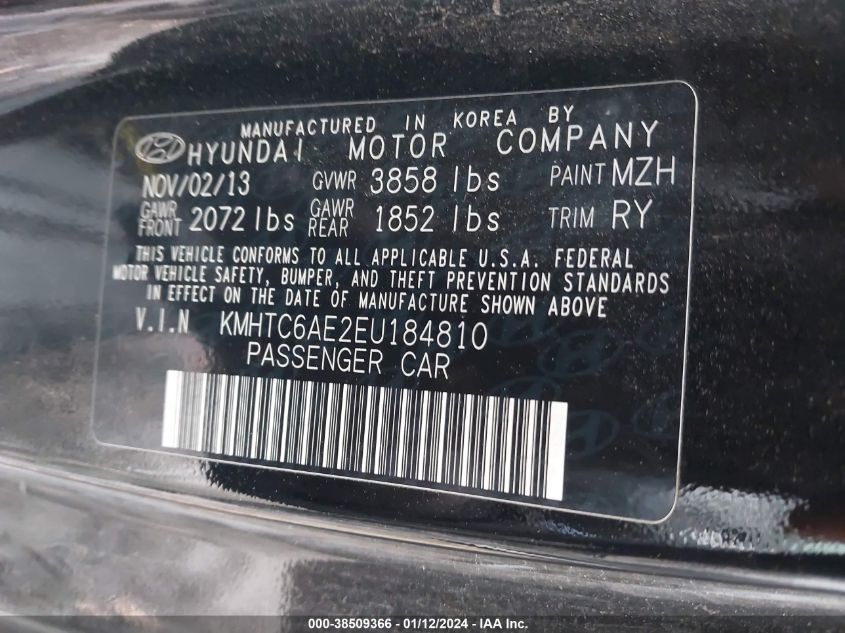 MANUFACTURED IN KOREA BY
HYUNDAI MOTOR COMPANY
NOV/02/13 GVWR 3858 lbs PAINT MZH
GAWR FRONT 2072 lbs GAWR REAR 1852 lbs TRIM RY
THIS VEHICLE CONFORMS TO ALL APPLICABLE U.S.A. FEDERAL
MOTOR VEHICLE SAFETY, BUMPER, AND THEFT PREVENTION STANDARDS
IN EFFECT ON THE DATE OF MANUFACTURE SHOWN ABOVE
V.I.N KMHTC6AE2EU184810
PASSENGER CAR
000-38509366 - 01/12/2024 - IAA Inc.